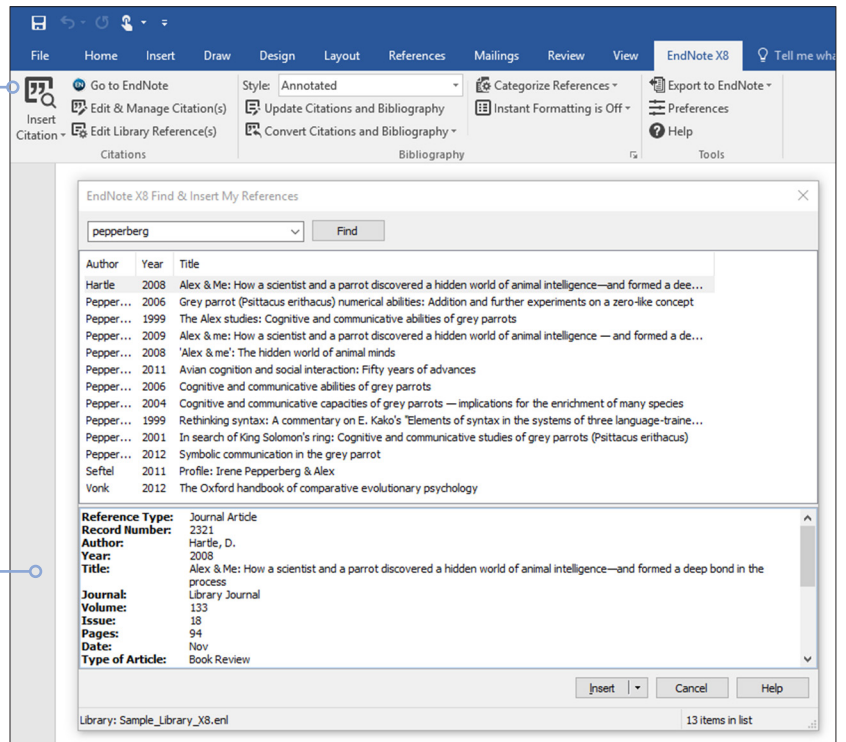 File Home Insert Draw Design Layout References Mailings Review View EndNote X8 Tell me wha
Insert Citation
Go to EndNote
Edit & Manage Citation(s)
Edit Library Reference(s)
Citations
Style: Annotated
Update Citations and Bibliography
Convert Citations and Bibliography
Categorize References
Instant Formatting is Off
Bibliography
Export to EndNote
Preferences
Help
Tools
EndNote X8 Find & Insert My References
pepperberg Find
Author Year Title
Hartle 2008 Alex & Me: How a scientist and a parrot discovered a hidden world of animal intelligence—and formed a dee...
Pepper... 2006 Grey parrot (Psittacus erithacus) numerical abilities: Addition and further experiments on a zero-like concept
Pepper... 1999 The Alex studies: Cognitive and communicative abilities of grey parrots
Pepper... 2009 Alex & me: How a scientist and a parrot discovered a hidden world of animal intelligence — and formed a de...
Pepper... 2008 'Alex & me': The hidden world of animal minds
Pepper... 2011 Avian cognition and social interaction: Fifty years of advances
Pepper... 2006 Cognitive and communicative abilities of grey parrots
Pepper... 2004 Cognitive and communicative capacities of grey parrots — implications for the enrichment of many species
Pepper... 1999 Rethinking syntax: A commentary on E. Kako's "Elements of syntax in the systems of three language-traine...
Pepper... 2001 In search of King Solomon's ring: Cognitive and communicative studies of grey parrots (Psittacus erithacus)
Pepper... 2012 Symbolic communication in the grey parrot
Seftel 2011 Profile: Irene Pepperberg & Alex
Vonk 2012 The Oxford handbook of comparative evolutionary psychology
Reference Type: Journal Article
Record Number: 2321
Author: Hartle, D.
Year: 2008
Title: Alex & Me: How a scientist and a parrot discovered a hidden world of animal intelligence—and formed a deep bond in the
process
Journal: Library Journal
Volume: 133
Issue: 18
Pages: 94
Date: Nov
Type of Article: Book Review
Insert Cancel Help
Library: Sample_Library_X8.enl 13 items in list